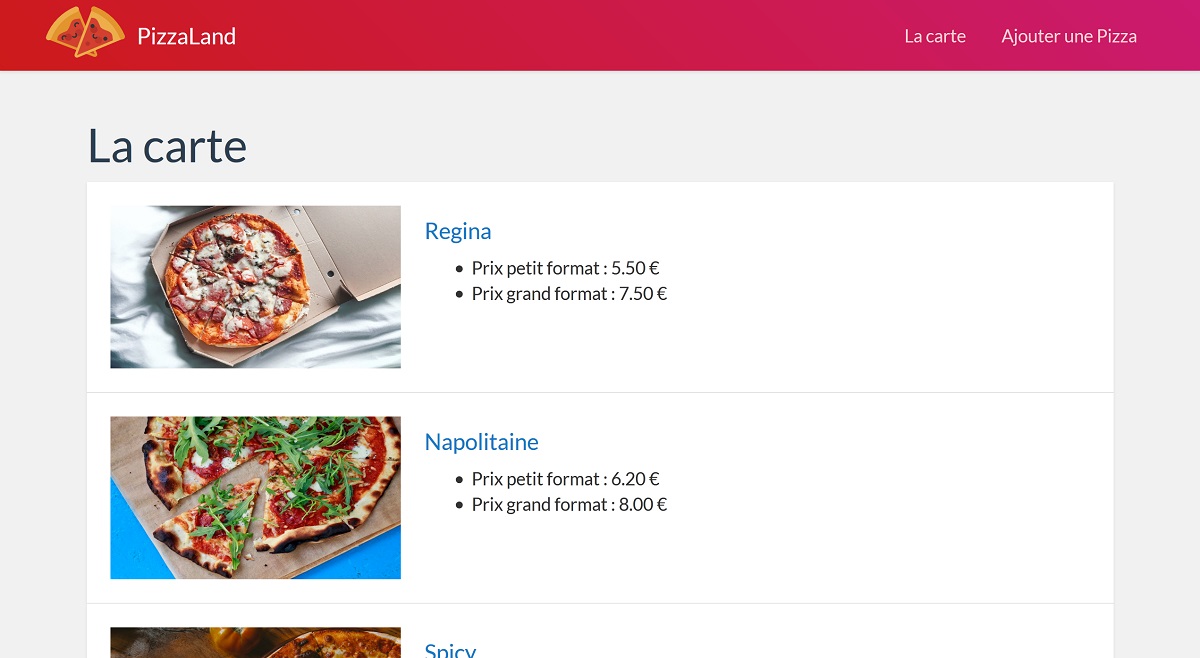 PizzaLand
La carte
Ajouter une Pizza
La carte
Regina
Prix petit format : 5.50 €
Prix grand format : 7.50 €
Napolitaine
Prix petit format : 6.20 €
Prix grand format : 8.00 €
Spicy